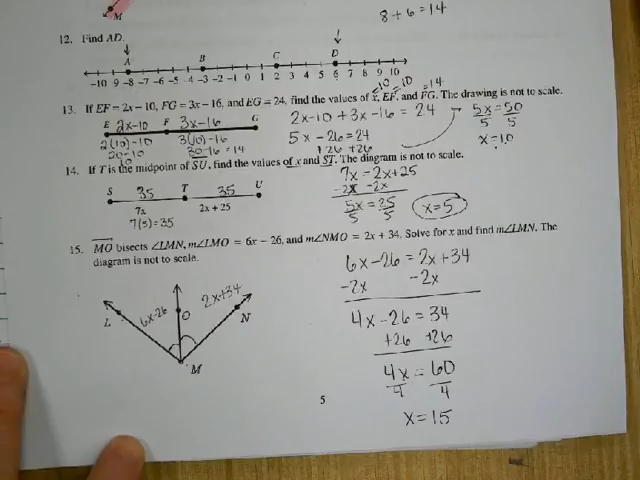 M
8 + 6 = 14
12. Find AD.
A B C D
-10 -9 -8 -7 -6 -5 -4 -3 -2 -1 0 1 2 3 4 5 6 7 8 9 10
=10 =10 =14
13. If EF = 2x − 10, FG = 3x − 16, and EG = 24, find the values of x, EF, and FG. The drawing is not to scale.
E 2x-10 F 3x-16 G
2(10)-10 3(10)-16
20-10 30-16 = 14
10
2x-10 + 3x-16 = 24
5x - 26 = 24
+26 +26
5x = 50
5 5
x = 10
14. If T is the midpoint of SU, find the values of x and ST. The diagram is not to scale.
S 35 T 35 U
7x 2x + 25
7(5) = 35
7x = 2x + 25
-2x -2x
5x = 25
5 5
x = 5
15. MO bisects ∠LMN, m∠LMO = 6x − 26, and m∠NMO = 2x + 34. Solve for x and find m∠LMN. The
diagram is not to scale.
6x-26 2x+34
L O N
M
6x - 26 = 2x + 34
-2x -2x
4x - 26 = 34
+26 +26
4x = 60
4 4
x = 15
5